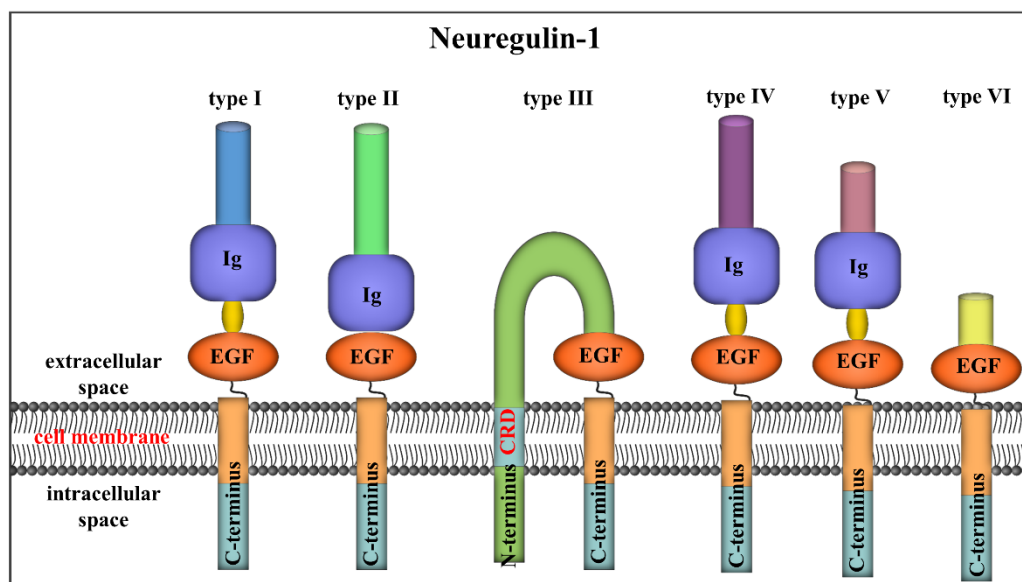 Neuregulin-1
type I
type II
type III
type IV
type V
type VI
Ig
Ig
Ig
Ig
EGF
EGF
EGF
EGF
EGF
EGF
extracellular
space
cell membrane
CRD
intracellular
space
C-terminus
C-terminus
N-terminus
C-terminus
C-terminus
C-terminus
C-terminus